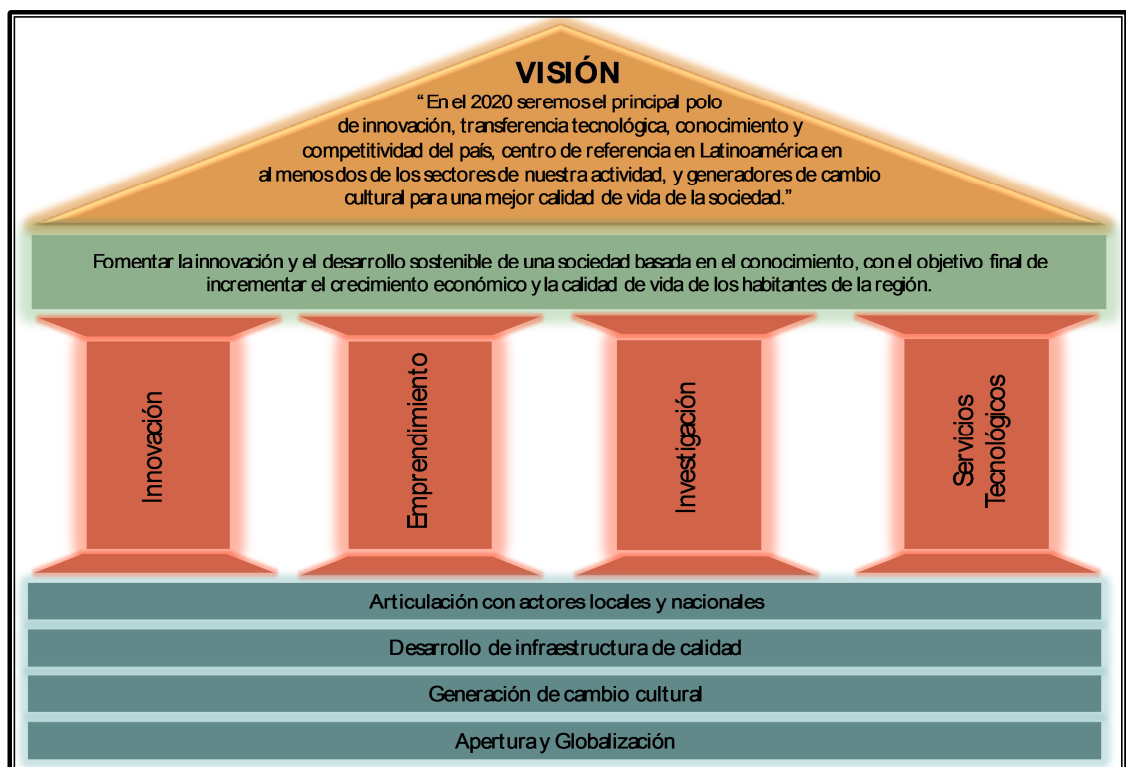 VISIÓN
“ En el 2020 seremos el principal polo
de innovación, transferencia tecnológica, conocimiento y
competitividad del país, centro de referencia en Latinoamérica en
al menos dos de los sectores de nuestra actividad, y generadores de cambio
cultural para una mejor calidad de vida de la sociedad.”
Fomentar la innovación y el desarrollo sostenible de una sociedad basada en el conocimiento, con el objetivo final de
incrementar el crecimiento económico y la calidad de vida de los habitantes de la región.
Innovación
Emprendimiento
Investigación
Servicios
Tecnológicos
Articulación con actores locales y nacionales
Desarrollo de infraestructura de calidad
Generación de cambio cultural
Apertura y Globalización